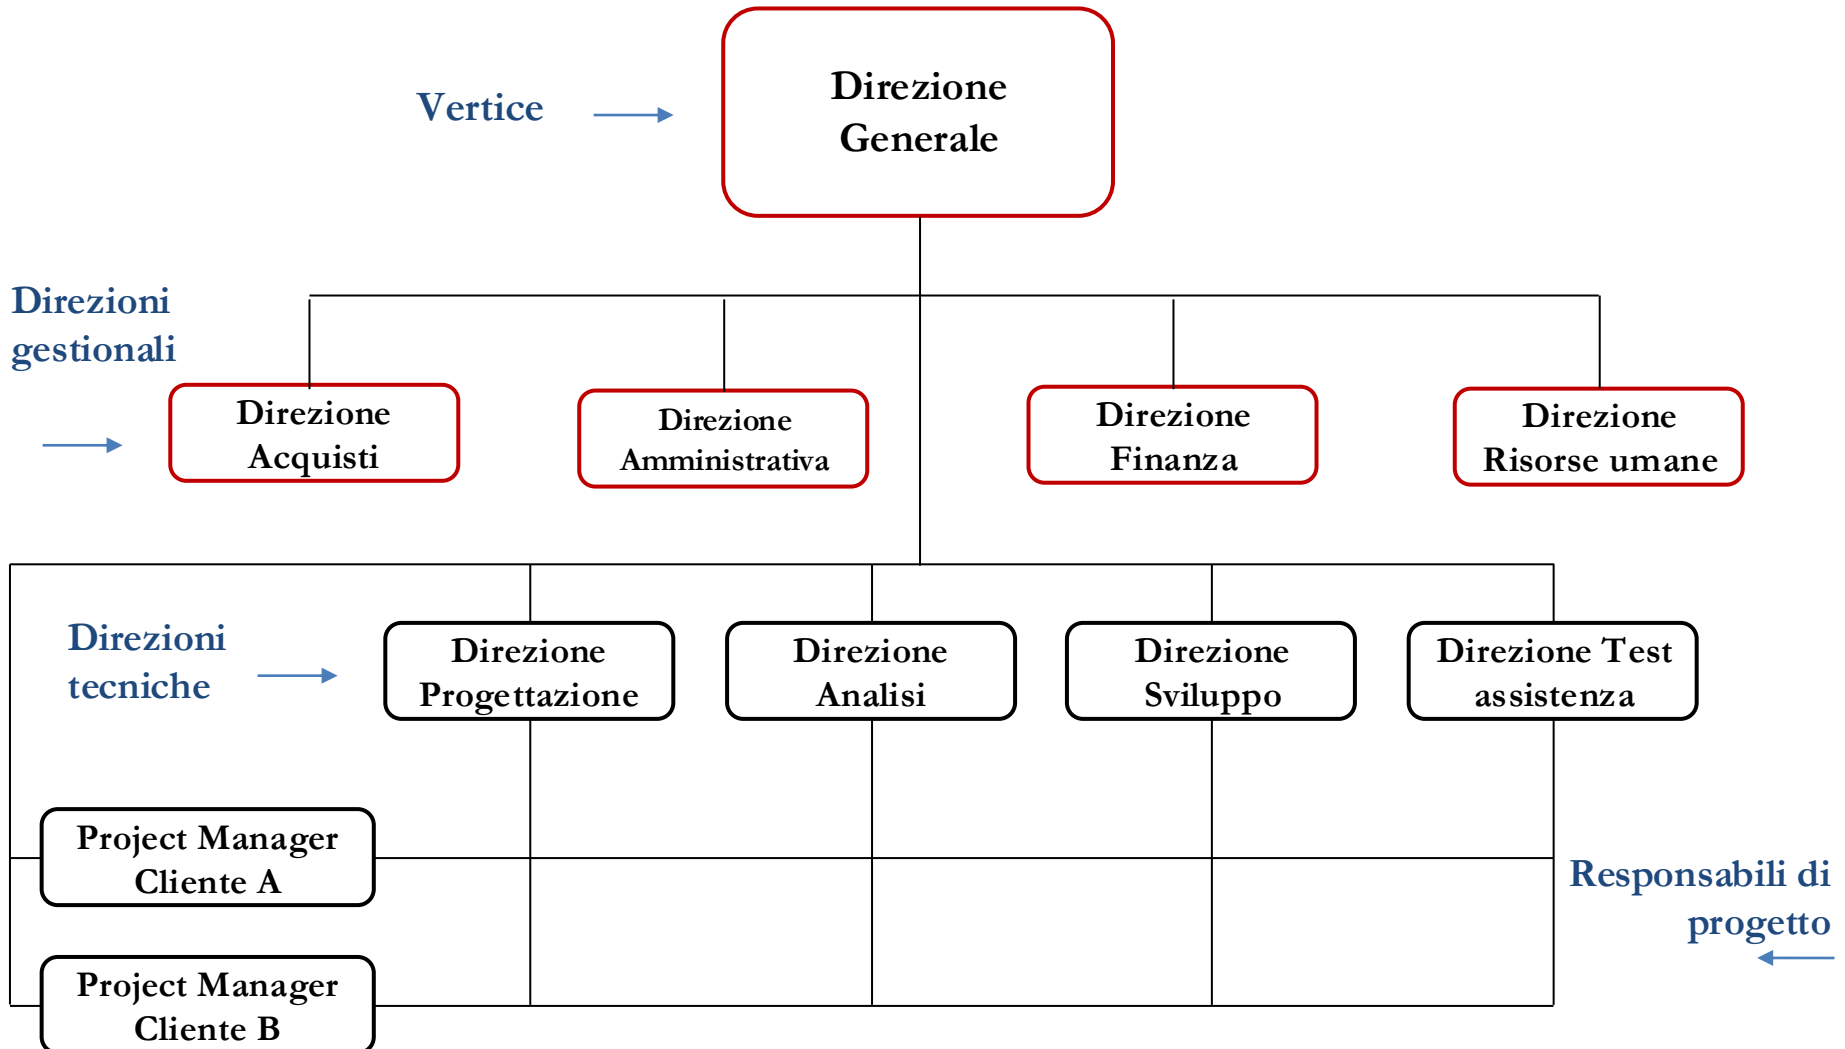 Direzione
Generale
Vertice
Direzioni
gestionali
Direzione
Acquisti
Direzione
Amministrativa
Direzione
Finanza
Direzione
Risorse umane
Direzioni
tecniche
Direzione
Progettazione
Direzione
Analisi
Direzione
Sviluppo
Direzione Test
assistenza
Project Manager
Cliente A
Responsabili di
progetto
Project Manager
Cliente B